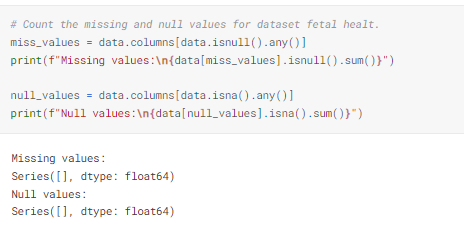 # Count the missing and null values for dataset fetal healt.
miss_values = data.columns[data.isnull().any()]
print(f"Missing values:\n{data[miss_values].isnull().sum()}")
null_values = data.columns[data.isna().any()]
print(f"Null values:\n{data[null_values].isna().sum()}")
Missing values:
Series([], dtype: float64)
Null values:
Series([], dtype: float64)